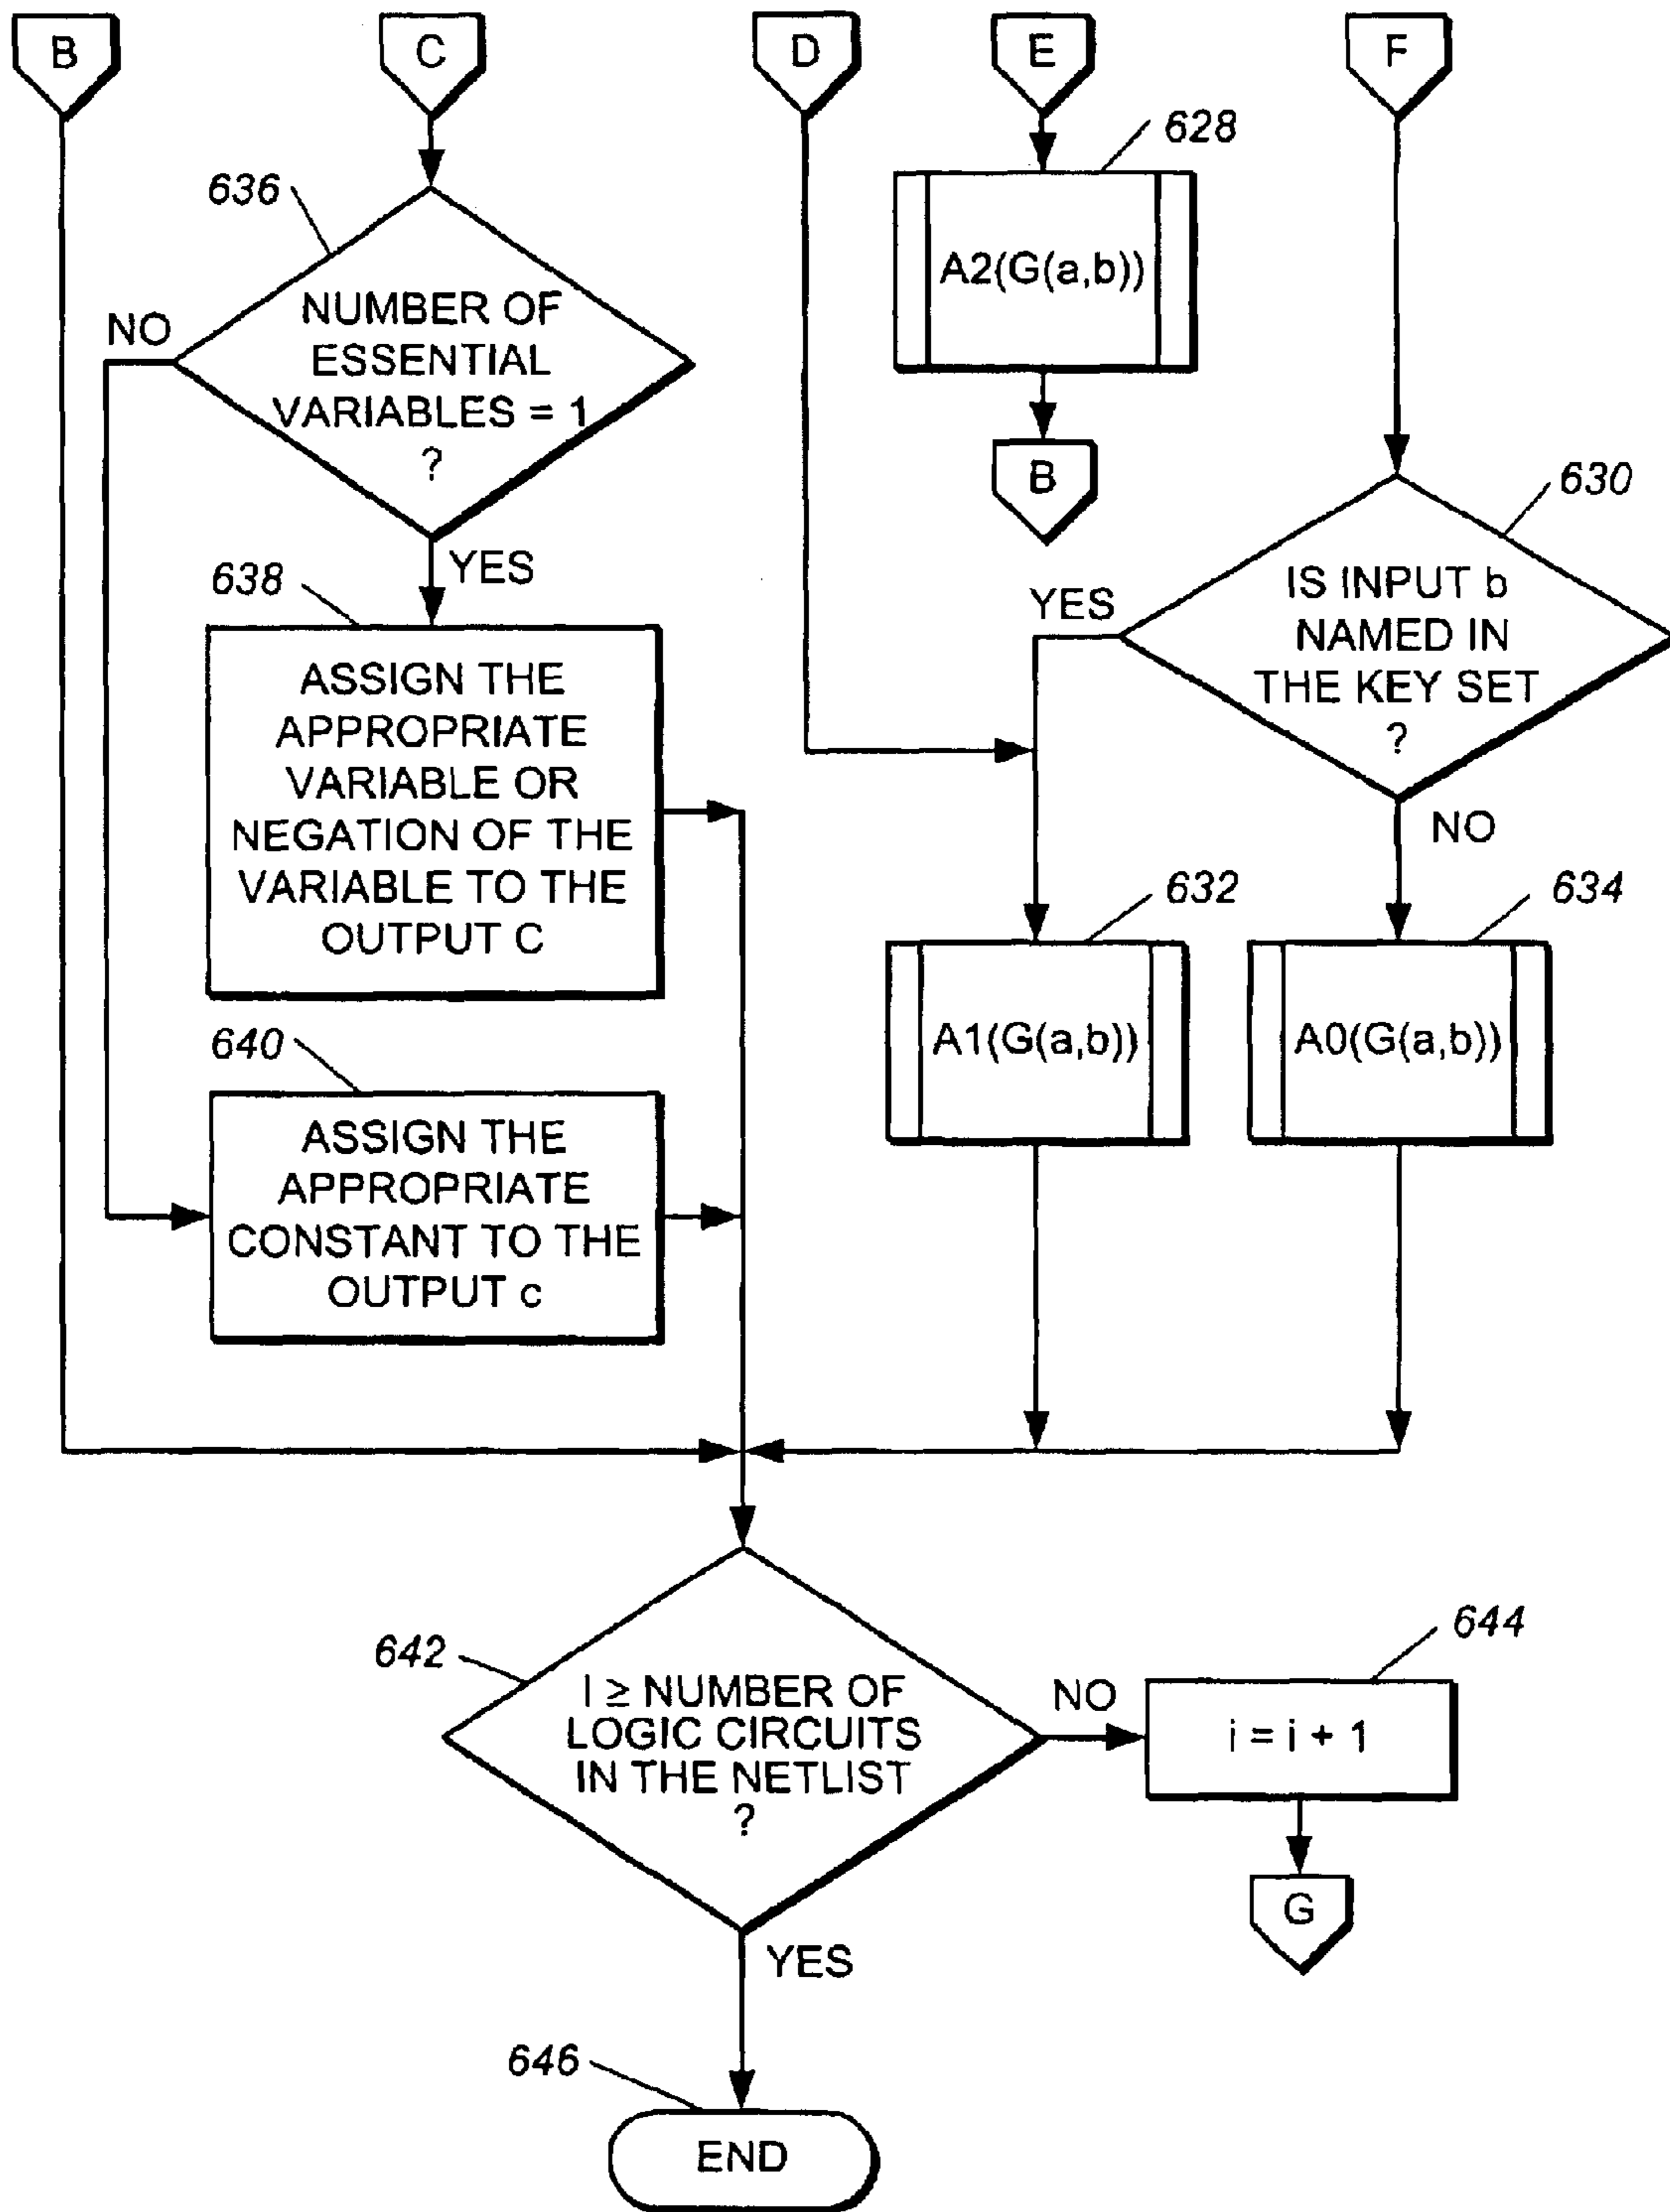 B
C
D
E
F
628
636
A2(G(a,b))
NUMBER OF
ESSENTIAL
VARIABLES = 1
?
NO
YES
B
630
IS INPUT b
NAMED IN
THE KEY SET
?
YES
NO
638
ASSIGN THE
APPROPRIATE
VARIABLE OR
NEGATION OF THE
VARIABLE TO THE
OUTPUT C
632
634
A1(G(a,b))
A0(G(a,b))
640
ASSIGN THE
APPROPRIATE
CONSTANT TO THE
OUTPUT c
642
I ≥ NUMBER OF
LOGIC CIRCUITS
IN THE NETLIST
?
NO
644
i = i + 1
G
YES
646
END